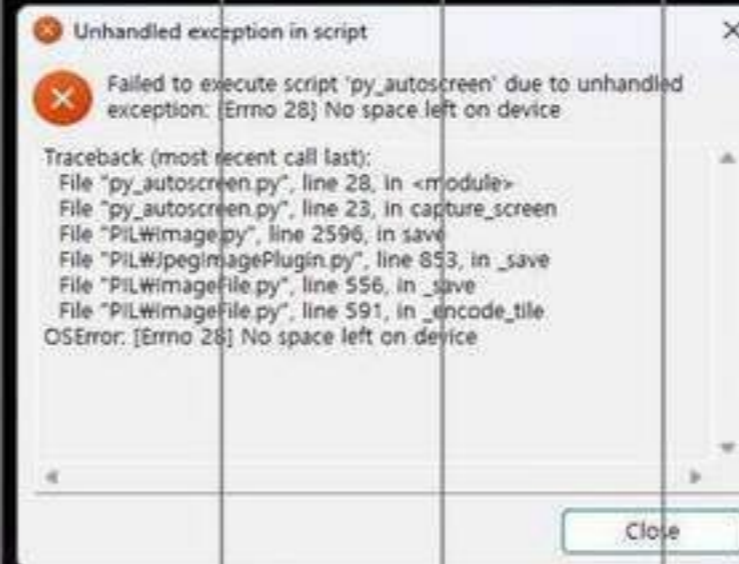 Unhandled exception in script
Failed to execute script 'py_autoscreen' due to unhandled
exception: [Errno 28] No space left on device
Traceback (most recent call last):
File "py_autoscreen.py", line 28, in <module>
File "py_autoscreen.py", line 23, in capture_screen
File "PIL₩Image.py", line 2596, in save
File "PIL₩JpegImagePlugin.py", line 853, in _save
File "PIL₩ImageFile.py", line 556, in _save
File "PIL₩ImageFile.py", line 591, in _encode_tile
OSError: [Errno 28] No space left on device
Close